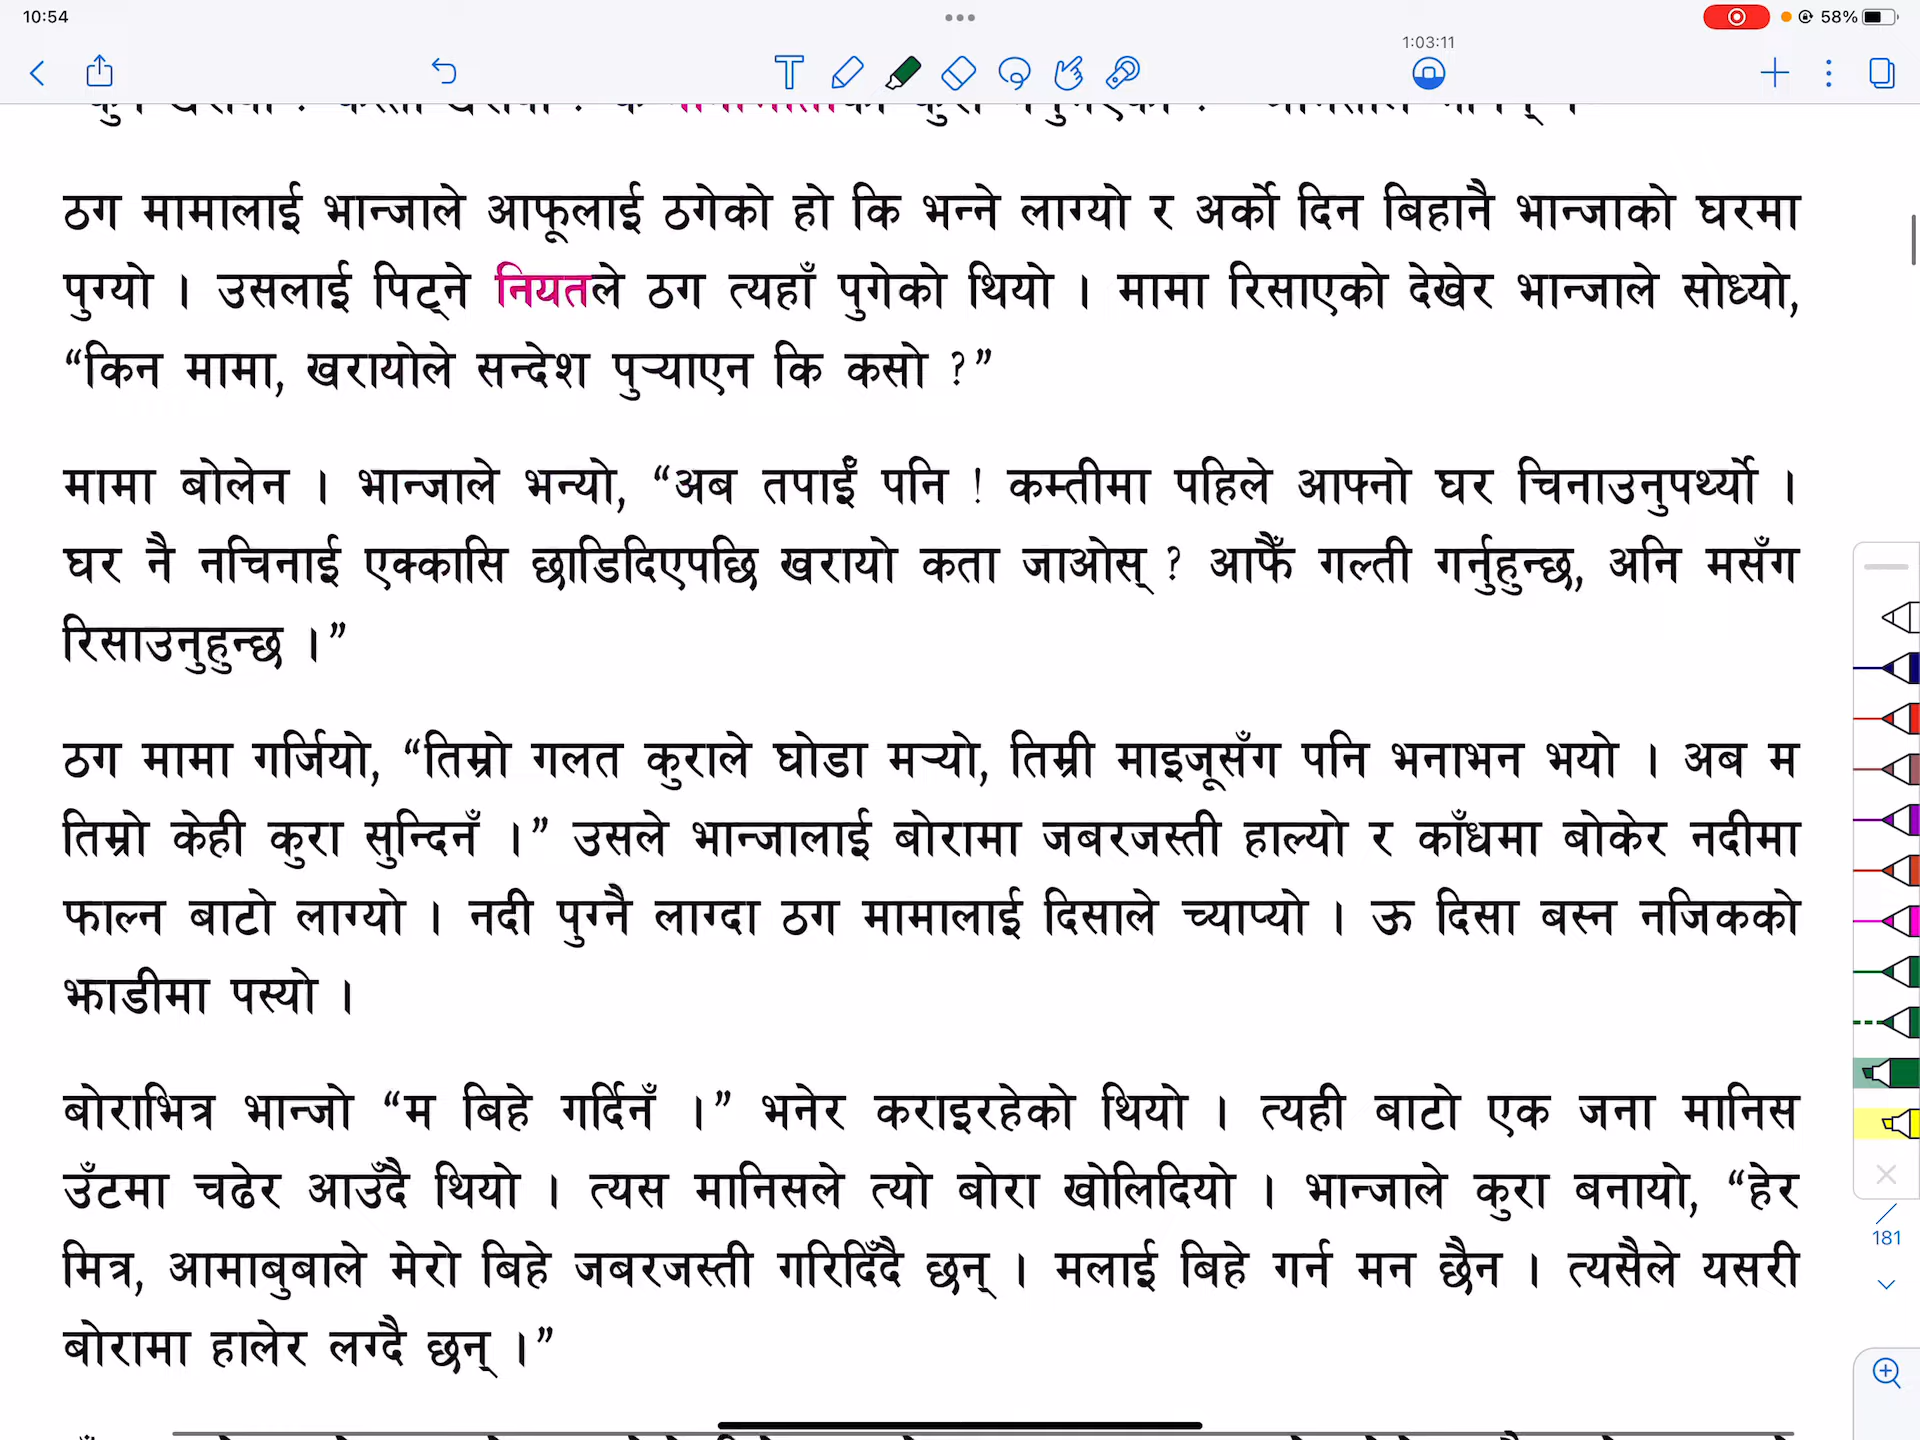 10:54
58%
1:03:11
ठग मामालाई भान्जाले आफूलाई ठगेको हो कि भन्ने लाग्यो र अर्को दिन बिहानै भान्जाको घरमा
पुग्यो । उसलाई पिट्ने नियतले ठग त्यहाँ पुगेको थियो । मामा रिसाएको देखेर भान्जाले सोध्यो,
“किन मामा, खरायोले सन्देश पुऱ्याएन कि कसो ?”
मामा बोलेन । भान्जाले भन्यो, “अब तपाईं पनि ! कम्तीमा पहिले आफ्नो घर चिनाउनुपर्थ्यो ।
घर नै नचिनाई एक्कासि छाडिदिएपछि खरायो कता जाओस् ? आफैँ गल्ती गर्नुहुन्छ, अनि मसँग
रिसाउनुहुन्छ ।”
ठग मामा गर्जियो, “तिम्रो गलत कुराले घोडा मऱ्यो, तिम्री माइजूसँग पनि भनाभन भयो । अब म
तिम्रो केही कुरा सुन्दिनँ ।” उसले भान्जालाई बोरामा जबरजस्ती हाल्यो र काँधमा बोकेर नदीमा
फाल्न बाटो लाग्यो । नदी पुग्नै लाग्दा ठग मामालाई दिसाले च्याप्यो । ऊ दिसा बस्न नजिकको
झाडीमा पस्यो ।
बोराभित्र भान्जो “म बिहे गर्दिनँ ।” भनेर कराइरहेको थियो । त्यही बाटो एक जना मानिस
उँटमा चढेर आउँदै थियो । त्यस मानिसले त्यो बोरा खोलिदियो । भान्जाले कुरा बनायो, “हेर
मित्र, आमाबुबाले मेरो बिहे जबरजस्ती गरिदिँदै छन् । मलाई बिहे गर्न मन छैन । त्यसैले यसरी
बोरामा हालेर लग्दै छन् ।”
181